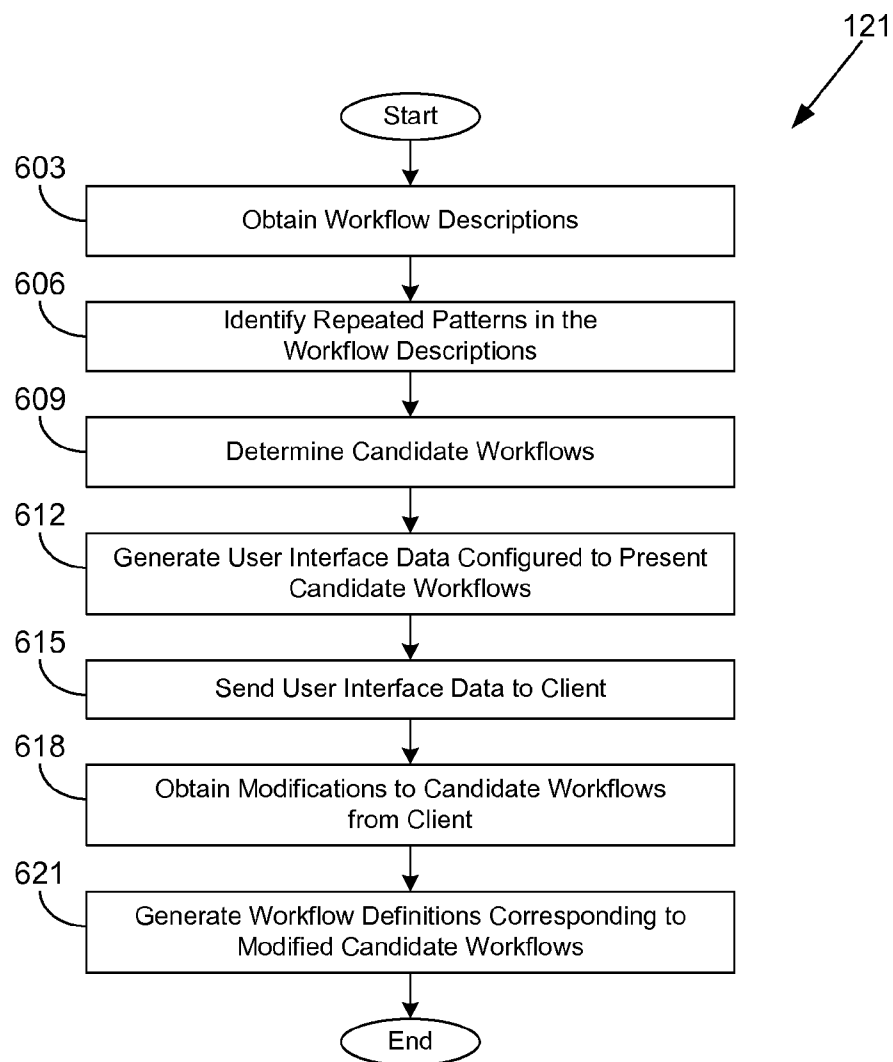 121
Start
603
Obtain Workflow Descriptions
606
Identify Repeated Patterns in the
Workflow Descriptions
609
Determine Candidate Workflows
612
Generate User Interface Data Configured to Present
Candidate Workflows
615
Send User Interface Data to Client
618
Obtain Modifications to Candidate Workflows
from Client
621
Generate Workflow Definitions Corresponding to
Modified Candidate Workflows
End